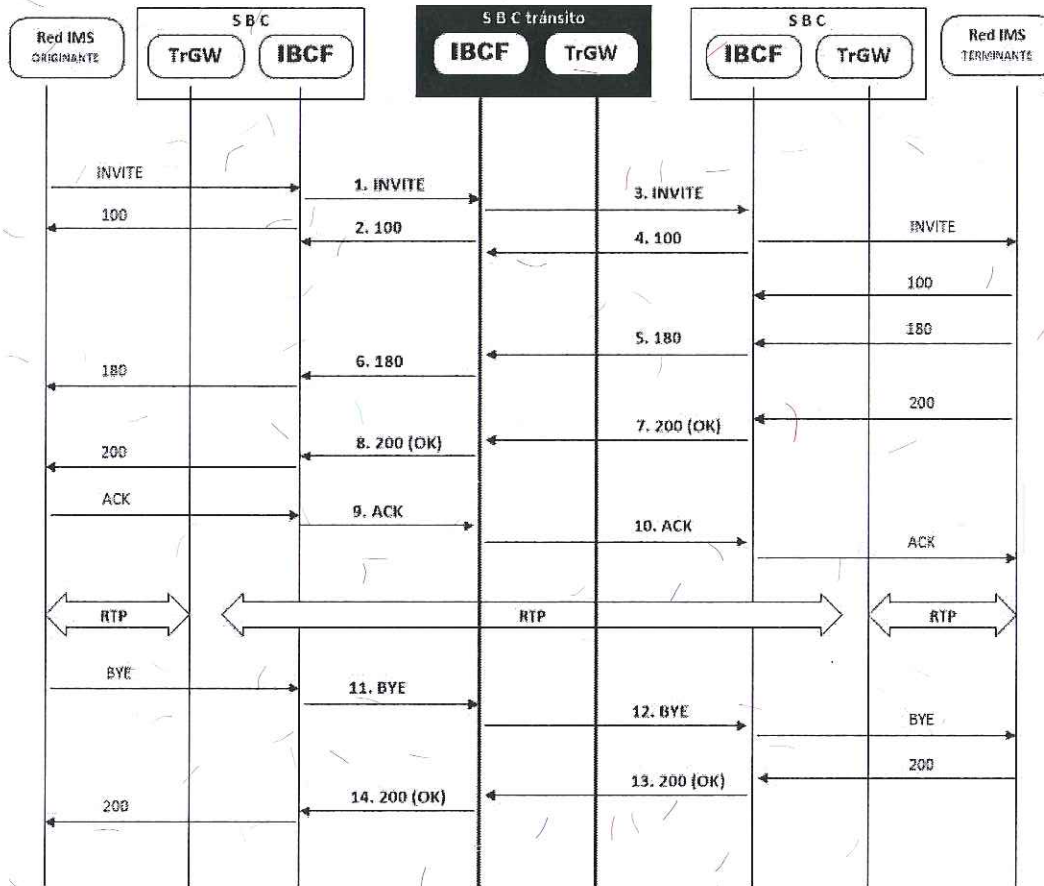 S B C
S B C tránsito
S B C
Red IMS
ORIGINANTE
TrGW
IBCF
IBCF
TrGW
IBCF
TrGW
Red IMS
TERMINANTE
INVITE
1. INVITE
3. INVITE
100
2. 100
4. 100
INVITE
100
180
5. 180
6. 180
180
200
7. 200 (OK)
8. 200 (OK)
200
ACK
9. ACK
10. ACK
ACK
RTP
RTP
RTP
BYE
11. BYE
12. BYE
BYE
200
13. 200 (OK)
14. 200 (OK)
200